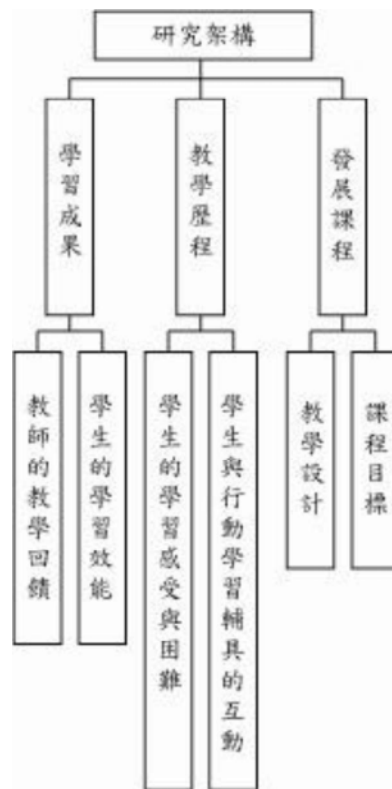 研究架構
發展課程
教學歷程
學習成果
課程目標
教學設計
學生與行動學習輔具的互動
學生的學習感受與困難
學生的學習效能
教師的教學回饋